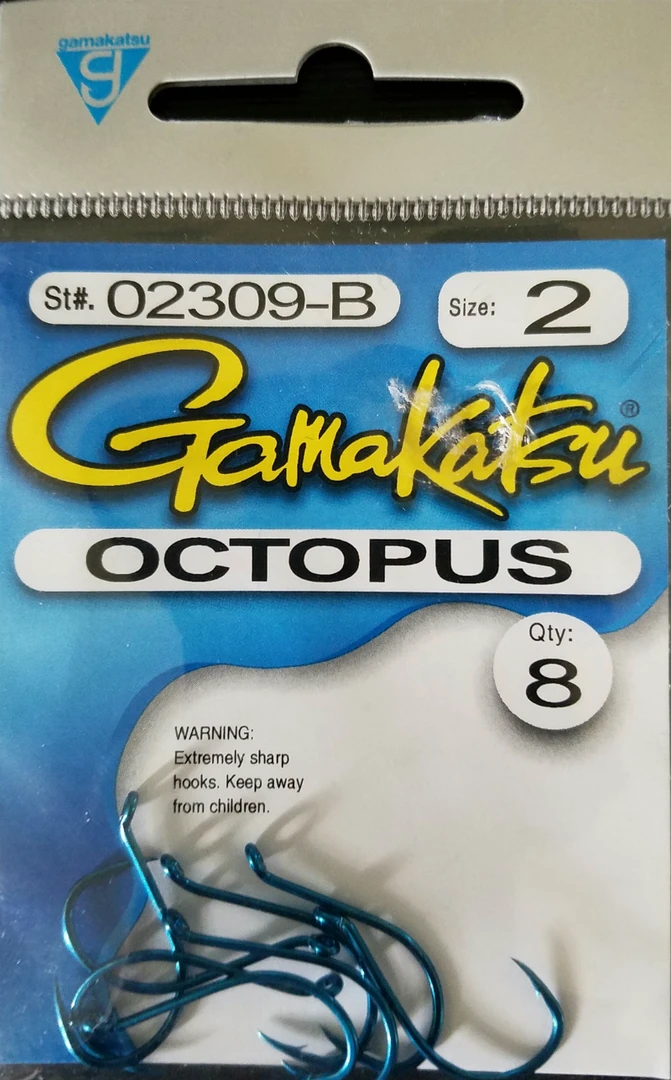 gamakatsu
G
St#. 02309-B
Size: 2
Gamakatsu®
OCTOPUS
Qty:
8
WARNING:
Extremely sharp
hooks. Keep away
from children.